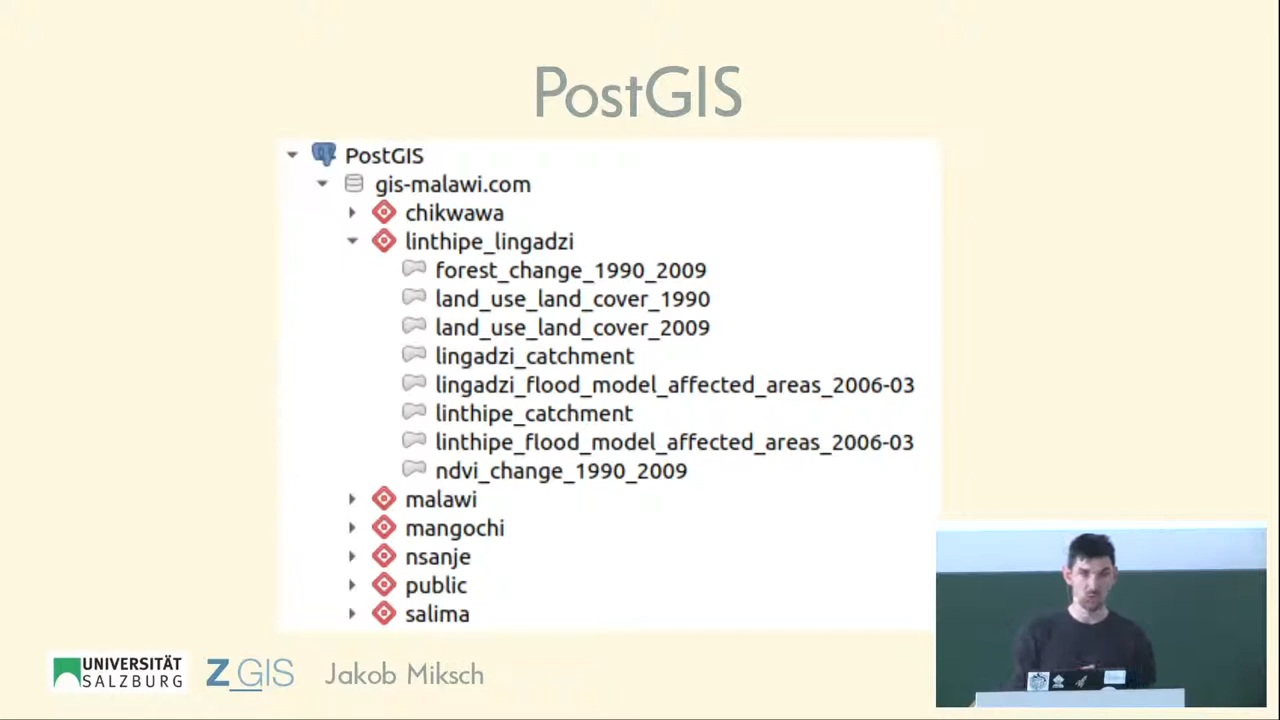 PostGIS
PostGIS
gis-malawi.com
chikwawa
linthipe_lingadzi
forest_change_1990_2009
land_use_land_cover_1990
land_use_land_cover_2009
lingadzi_catchment
lingadzi_flood_model_affected_areas_2006-03
linthipe_catchment
linthipe_flood_model_affected_areas_2006-03
ndvi_change_1990_2009
malawi
mangochi
nsanje
public
salima
UNIVERSITÄT
SALZBURG
Z_GIS
Jakob Miksch